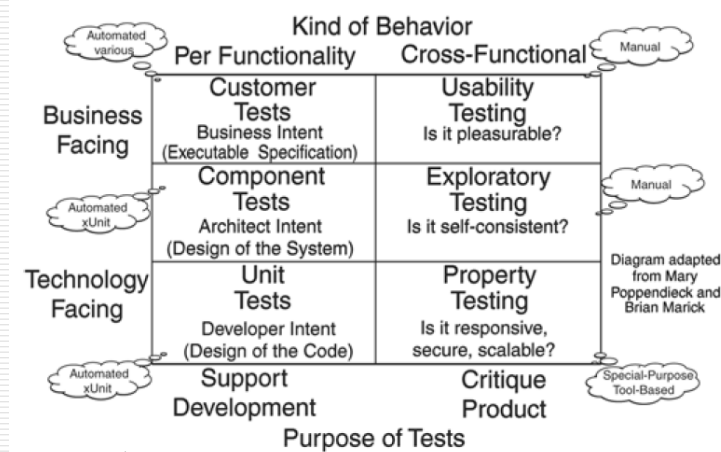 Kind of Behavior
Automated
various
Per Functionality
Cross-Functional
Manual
Business
Facing
Customer
Tests
Business Intent
(Executable Specification)
Usability
Testing
Is it pleasurable?
Automated
xUnit
Component
Tests
Architect Intent
(Design of the System)
Exploratory
Testing
Is it self-consistent?
Manual
Technology
Facing
Unit
Tests
Developer Intent
(Design of the Code)
Property
Testing
Is it responsive,
secure, scalable?
Diagram adapted
from Mary
Poppendieck and
Brian Marick
Automated
xUnit
Support
Development
Critique
Product
Special-Purpose
Tool-Based
Purpose of Tests